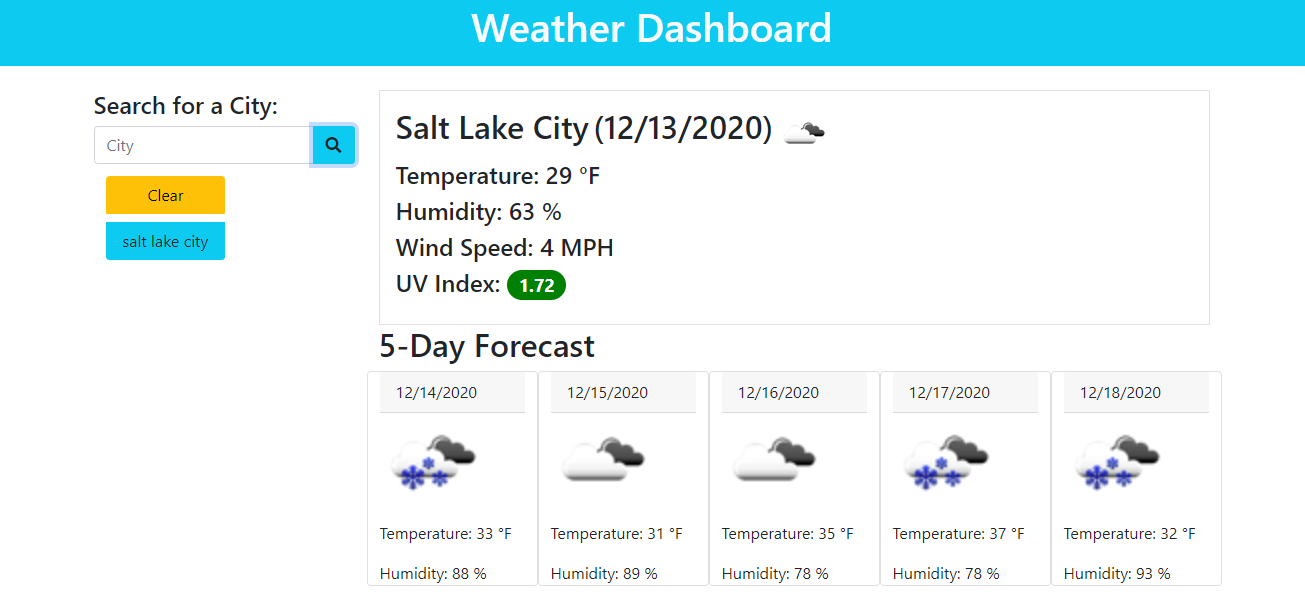 Weather Dashboard
Search for a City:
City
Clear
salt lake city
Salt Lake City (12/13/2020)
Temperature: 29 °F
Humidity: 63 %
Wind Speed: 4 MPH
UV Index: 1.72
5-Day Forecast
12/14/2020
Temperature: 33 °F
Humidity: 88 %
12/15/2020
Temperature: 31 °F
Humidity: 89 %
12/16/2020
Temperature: 35 °F
Humidity: 78 %
12/17/2020
Temperature: 37 °F
Humidity: 78 %
12/18/2020
Temperature: 32 °F
Humidity: 93 %